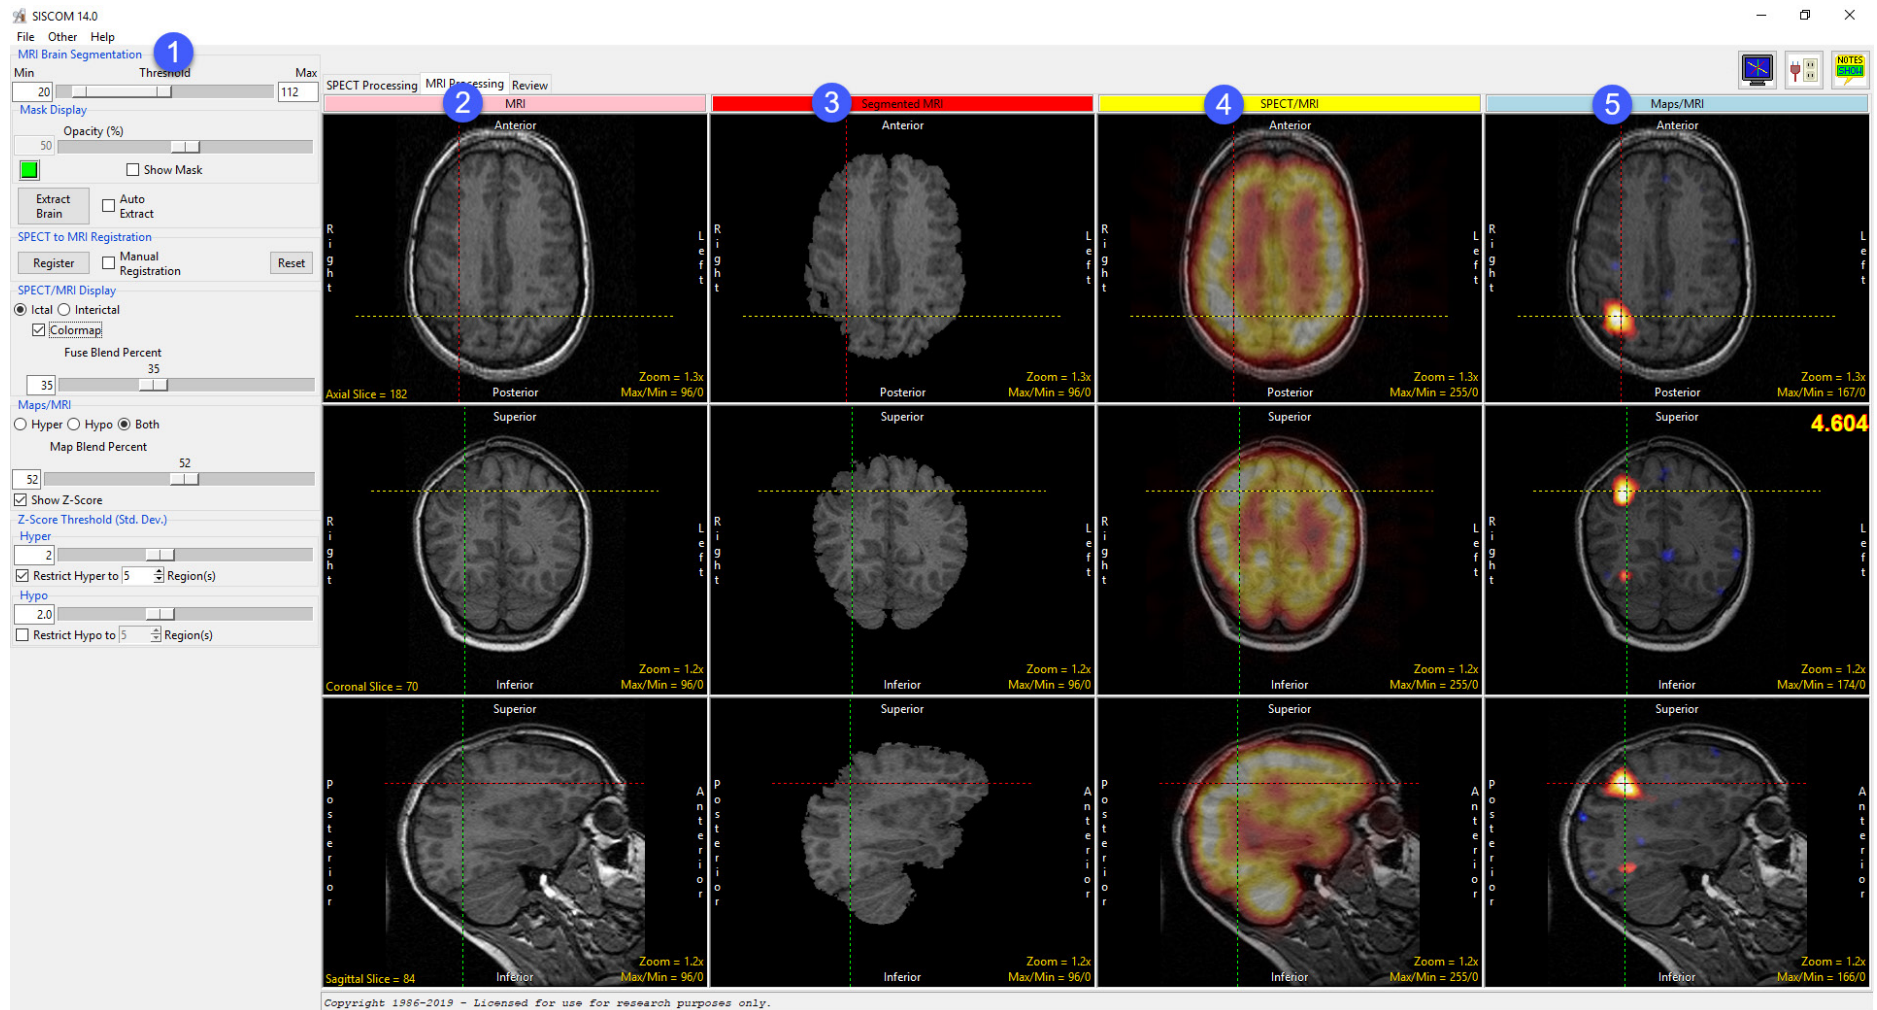 SISCOM 14.0
File Other Help
MRI Brain Segmentation
1
Min Threshold Max
20 112
Mask Display
Opacity (%)
50
Show Mask
Extract Brain
Auto Extract
SPECT to MRI Registration
Register
Manual Registration
Reset
SPECT/MRI Display
Ictal Interictal
Colormap
Fuse Blend Percent
35
35
Maps/MRI
Hyper Hypo Both
Map Blend Percent
52
52
Show Z-Score
Z-Score Threshold (Std. Dev.)
Hyper
2
Restrict Hyper to 5 Region(s)
Hypo
2.0
Restrict Hypo to 5 Region(s)
SPECT Processing MRI Processing Review
NOTES
SHOW
2 MRI
3 Segmented MRI
4 SPECT/MRI
5 Maps/MRI
Anterior
Right
Left
Zoom = 1.3x
Axial Slice = 182
Posterior
Max/Min = 96/0
Anterior
Right
Left
Zoom = 1.3x
Posterior
Max/Min = 96/0
Anterior
Right
Left
Zoom = 1.3x
Posterior
Max/Min = 255/0
Anterior
Right
Left
Zoom = 1.3x
Posterior
Max/Min = 167/0
Superior
Right
Left
Zoom = 1.2x
Coronal Slice = 70
Inferior
Max/Min = 96/0
Superior
Right
Left
Zoom = 1.2x
Inferior
Max/Min = 96/0
Superior
Right
Left
Zoom = 1.2x
Inferior
Max/Min = 255/0
Superior
4.604
Right
Left
Zoom = 1.2x
Inferior
Max/Min = 174/0
Superior
Posterior
Anterior
Zoom = 1.2x
Sagittal Slice = 84
Inferior
Max/Min = 96/0
Superior
Posterior
Anterior
Zoom = 1.2x
Inferior
Max/Min = 96/0
Superior
Posterior
Anterior
Zoom = 1.2x
Inferior
Max/Min = 255/0
Superior
Posterior
Anterior
Zoom = 1.2x
Inferior
Max/Min = 166/0
Copyright 1986-2019 - Licensed for use for research purposes only.